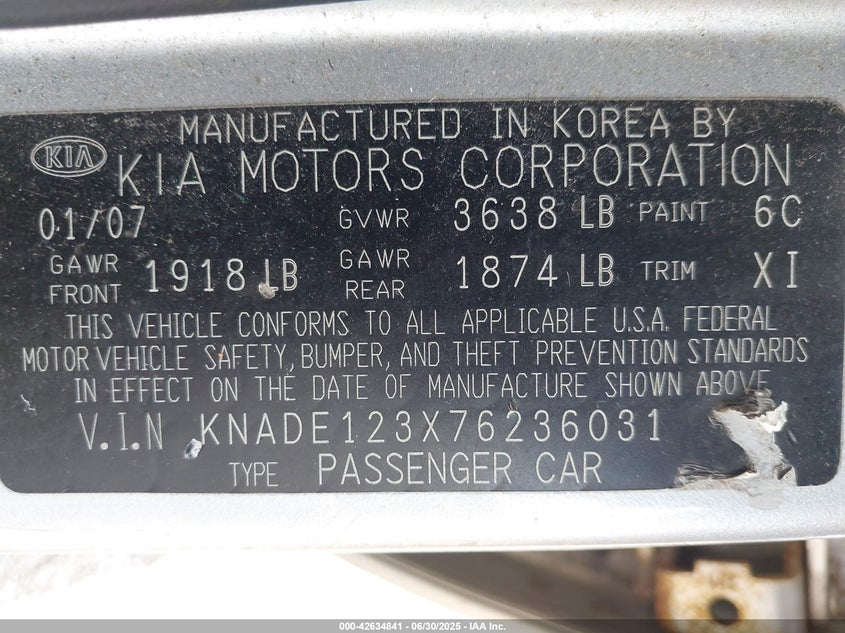 MANUFACTURED IN KOREA BY
KIA KIA MOTORS CORPORATION
01/07 GVWR 3638 LB PAINT 6C
GAWR FRONT 1918 LB GAWR REAR 1874 LB TRIM XI
THIS VEHICLE CONFORMS TO ALL APPLICABLE U.S.A. FEDERAL
MOTOR VEHICLE SAFETY, BUMPER, AND THEFT PREVENTION STANDARDS
IN EFFECT ON THE DATE OF MANUFACTURE SHOWN ABOVE
V.I.N KNADE123X76236031
TYPE PASSENGER CAR
000-42634841 - 06/30/2025 - IAA Inc.